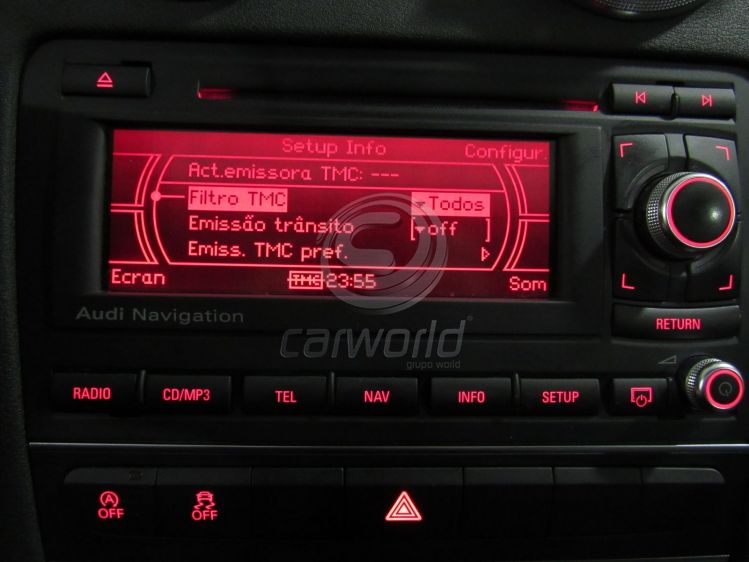 Setup Info Configur.
Act.emissora TMC: ---
Filtro TMC Todos
Emissão trânsito [off ]
Emiss. TMC pref.
Ecran TMC 23:55 Som
Audi Navigation
carworld®
grupo world
RETURN
RADIO CD/MP3 TEL NAV INFO SETUP
A
OFF OFF